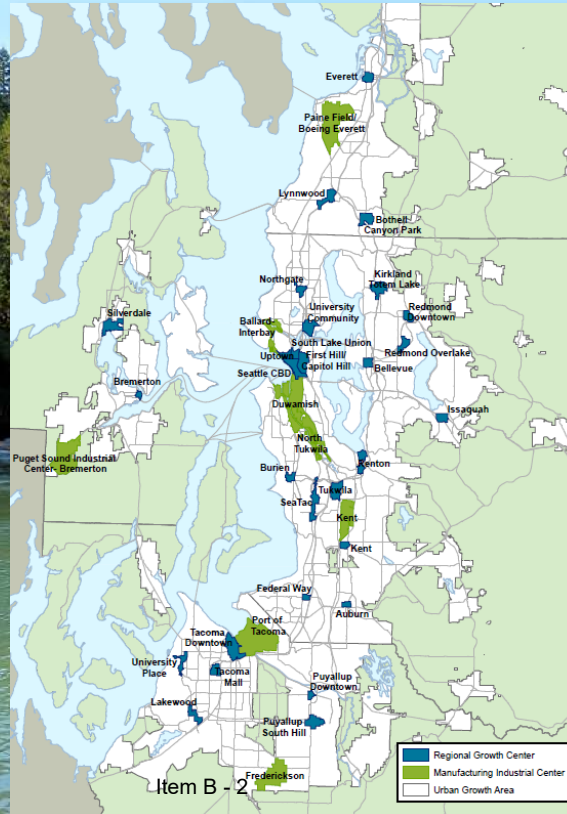 Everett
Paine Field/
Boeing Everett
Lynnwood
Bothell
Canyon Park
Northgate
Kirkland
Totem Lake
Silverdale
University
Community
Redmond
Downtown
Ballard-
Interbay
South Lake Union
Redmond Overlake
Uptown
First Hill/
Capitol Hill
Bellevue
Seattle CBD
Bremerton
Duwamish
Issaquah
North
Tukwila
Puget Sound Industrial
Center- Bremerton
Burien
Renton
Tukwila
SeaTac
Kent
Kent
Federal Way
Auburn
Port of
Tacoma
Tacoma
Downtown
University
Place
Tacoma
Mall
Puyallup
Downtown
Lakewood
Puyallup
South Hill
Frederickson
Item B - 2
Regional Growth Center
Manufacturing Industrial Center
Urban Growth Area